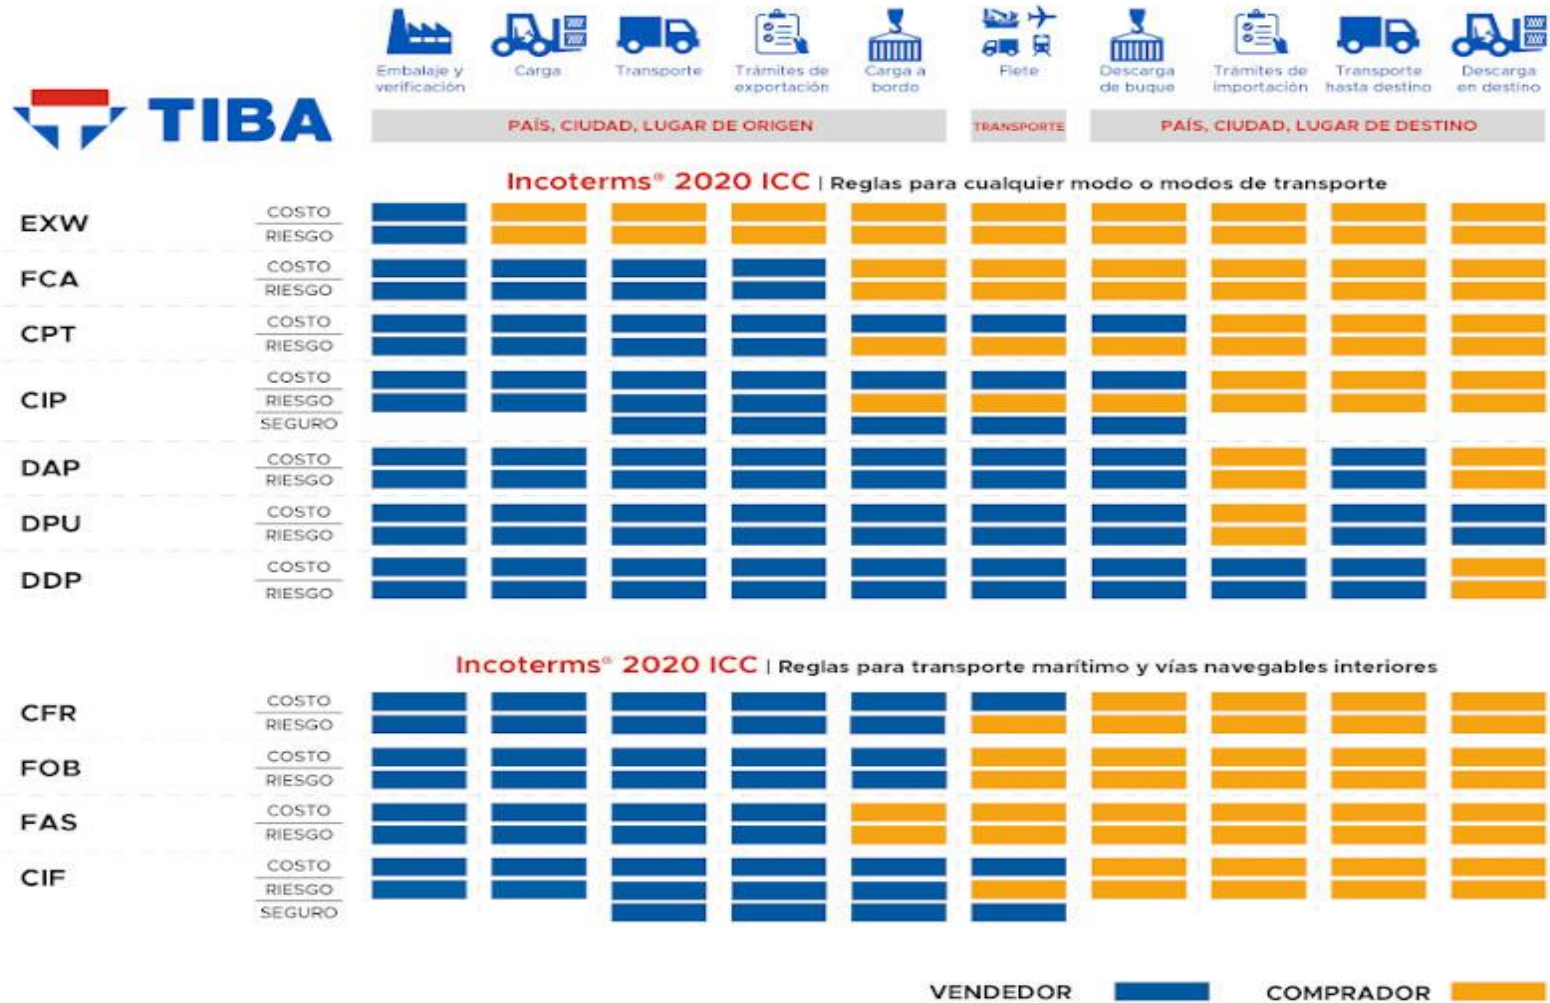 Embalaje y verificación
Carga
Transporte
Trámites de exportación
Carga a bordo
Flete
Descarga de buque
Trámites de importación
Transporte hasta destino
Descarga en destino
TIBA
PAÍS, CIUDAD, LUGAR DE ORIGEN
TRANSPORTE
PAÍS, CIUDAD, LUGAR DE DESTINO
Incoterms® 2020 ICC | Reglas para cualquier modo o modos de transporte
EXW
COSTO
RIESGO
FCA
COSTO
RIESGO
CPT
COSTO
RIESGO
CIP
COSTO
RIESGO
SEGURO
DAP
COSTO
RIESGO
DPU
COSTO
RIESGO
DDP
COSTO
RIESGO
Incoterms® 2020 ICC | Reglas para transporte marítimo y vías navegables interiores
CFR
COSTO
RIESGO
FOB
COSTO
RIESGO
FAS
COSTO
RIESGO
CIF
COSTO
RIESGO
SEGURO
VENDEDOR
COMPRADOR